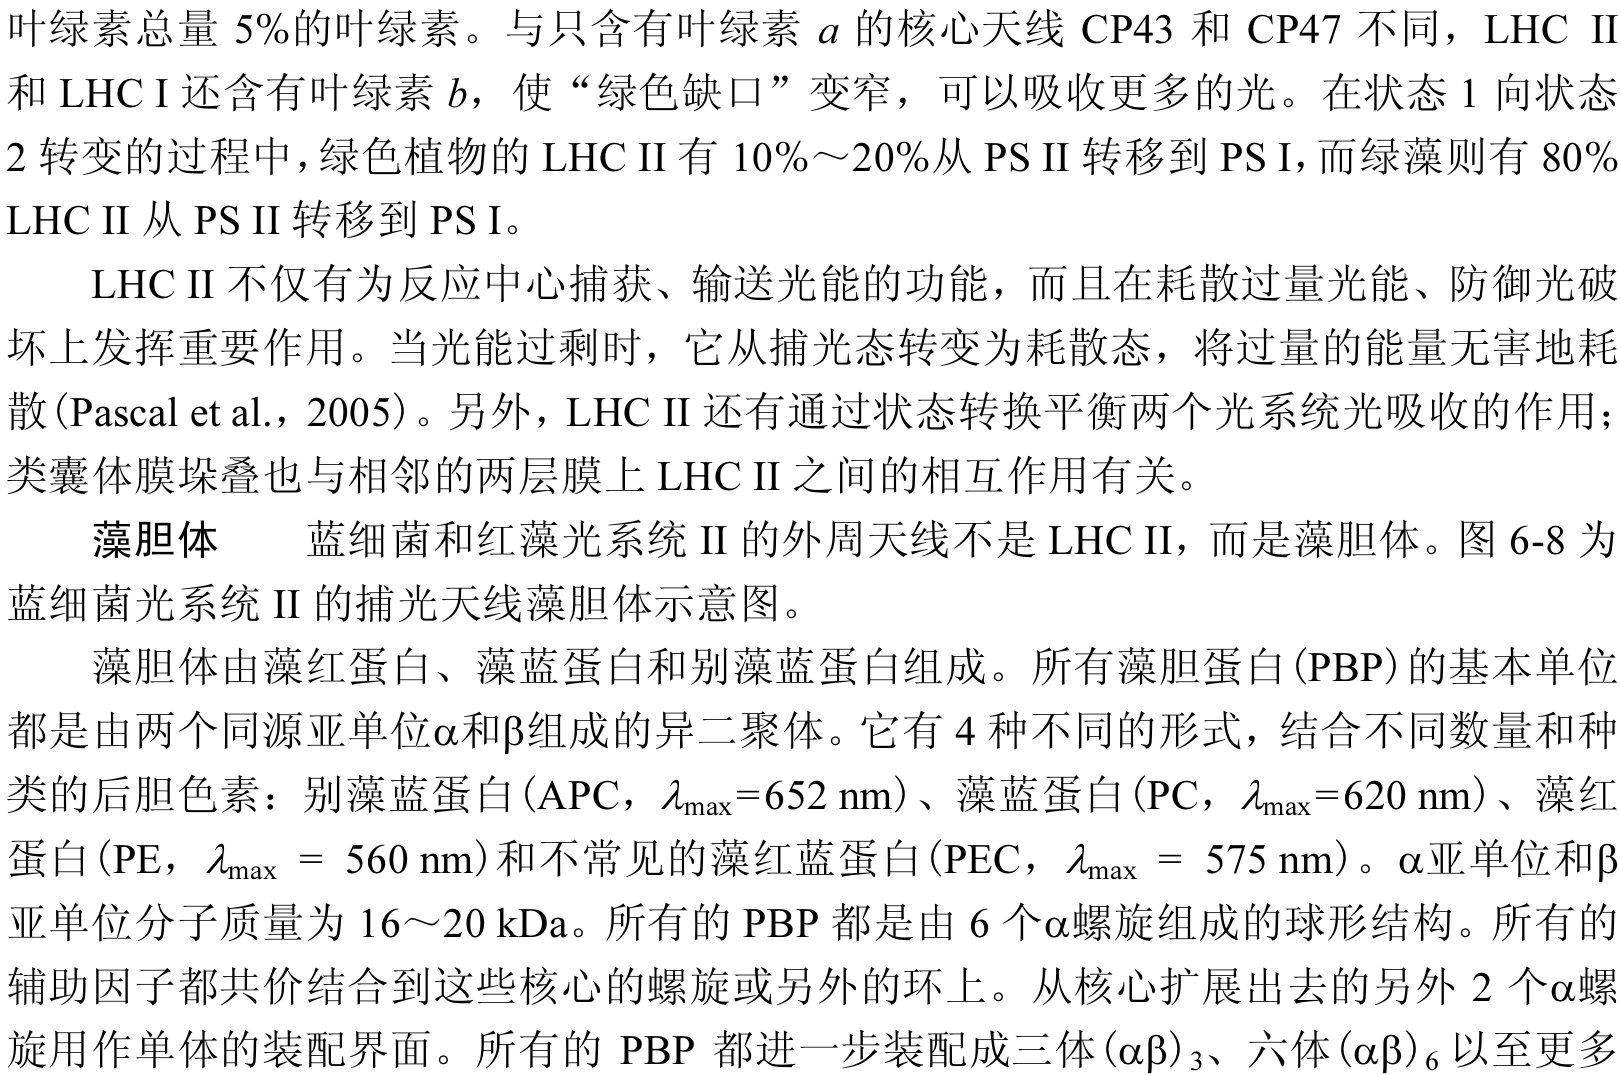 叶绿素总量 5%的叶绿素。与只含有叶绿素 a 的核心天线 CP43 和 CP47 不同，LHC II
和 LHC I 还含有叶绿素 b，使“绿色缺口”变窄，可以吸收更多的光。在状态 1 向状态
2 转变的过程中，绿色植物的 LHC II 有 10%～20%从 PS II 转移到 PS I，而绿藻则有 80%
LHC II 从 PS II 转移到 PS I。
LHC II 不仅有为反应中心捕获、输送光能的功能，而且在耗散过量光能、防御光破
坏上发挥重要作用。当光能过剩时，它从捕光态转变为耗散态，将过量的能量无害地耗
散(Pascal et al.，2005)。另外，LHC II 还有通过状态转换平衡两个光系统光吸收的作用；
类囊体膜垛叠也与相邻的两层膜上 LHC II 之间的相互作用有关。
藻胆体 蓝细菌和红藻光系统 II 的外周天线不是 LHC II，而是藻胆体。图 6-8 为
蓝细菌光系统 II 的捕光天线藻胆体示意图。
藻胆体由藻红蛋白、藻蓝蛋白和别藻蓝蛋白组成。所有藻胆蛋白(PBP)的基本单位
都是由两个同源亚单位α和β组成的异二聚体。它有 4 种不同的形式，结合不同数量和种
类的后胆色素：别藻蓝蛋白(APC，λmax=652 nm)、藻蓝蛋白(PC，λmax=620 nm)、藻红
蛋白(PE，λmax = 560 nm)和不常见的藻红蓝蛋白(PEC，λmax = 575 nm)。α亚单位和β
亚单位分子质量为 16～20 kDa。所有的 PBP 都是由 6 个α螺旋组成的球形结构。所有的
辅助因子都共价结合到这些核心的螺旋或另外的环上。从核心扩展出去的另外 2 个α螺
旋用作单体的装配界面。所有的 PBP 都进一步装配成三体(αβ)3、六体(αβ)6 以至更多